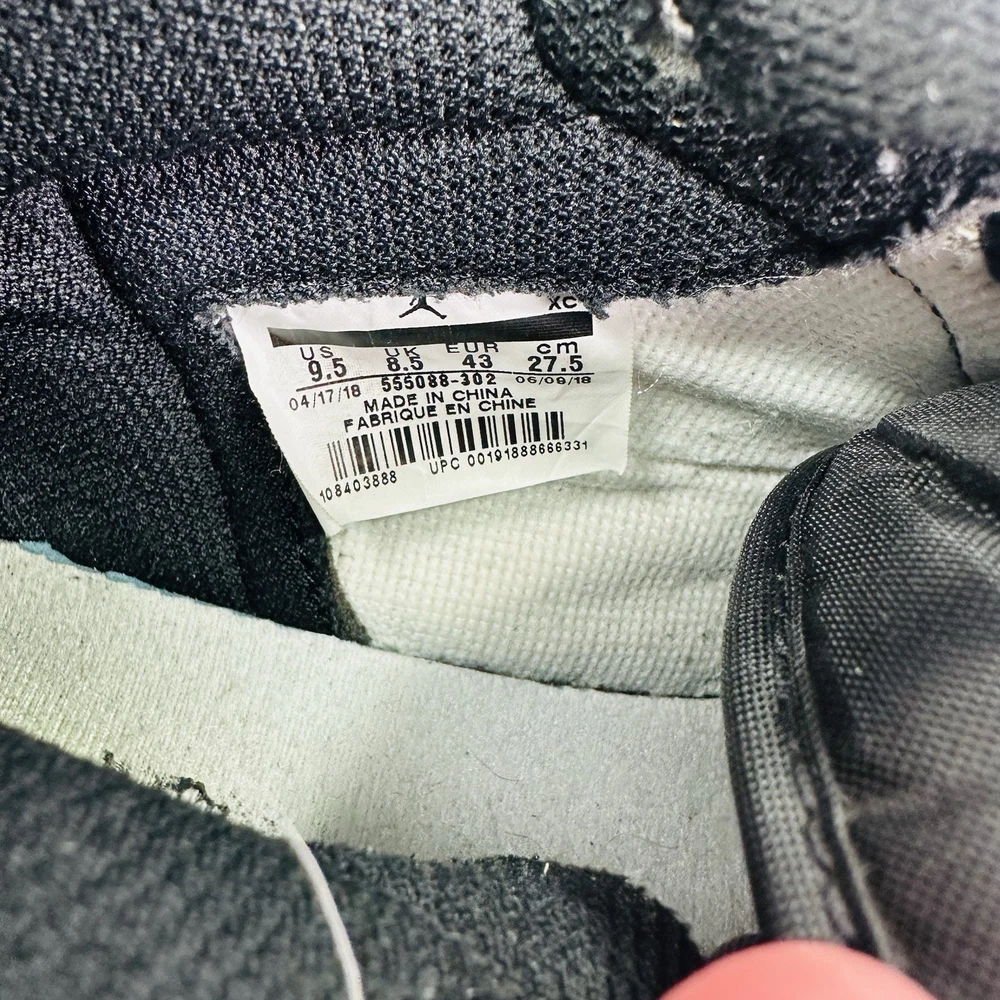 XC
US UK EUR cm
9.5 8.5 43 27.5
04/17/18 555088-302 06/09/18
MADE IN CHINA
FABRIQUE EN CHINE
108403888 UPC 00191888666331